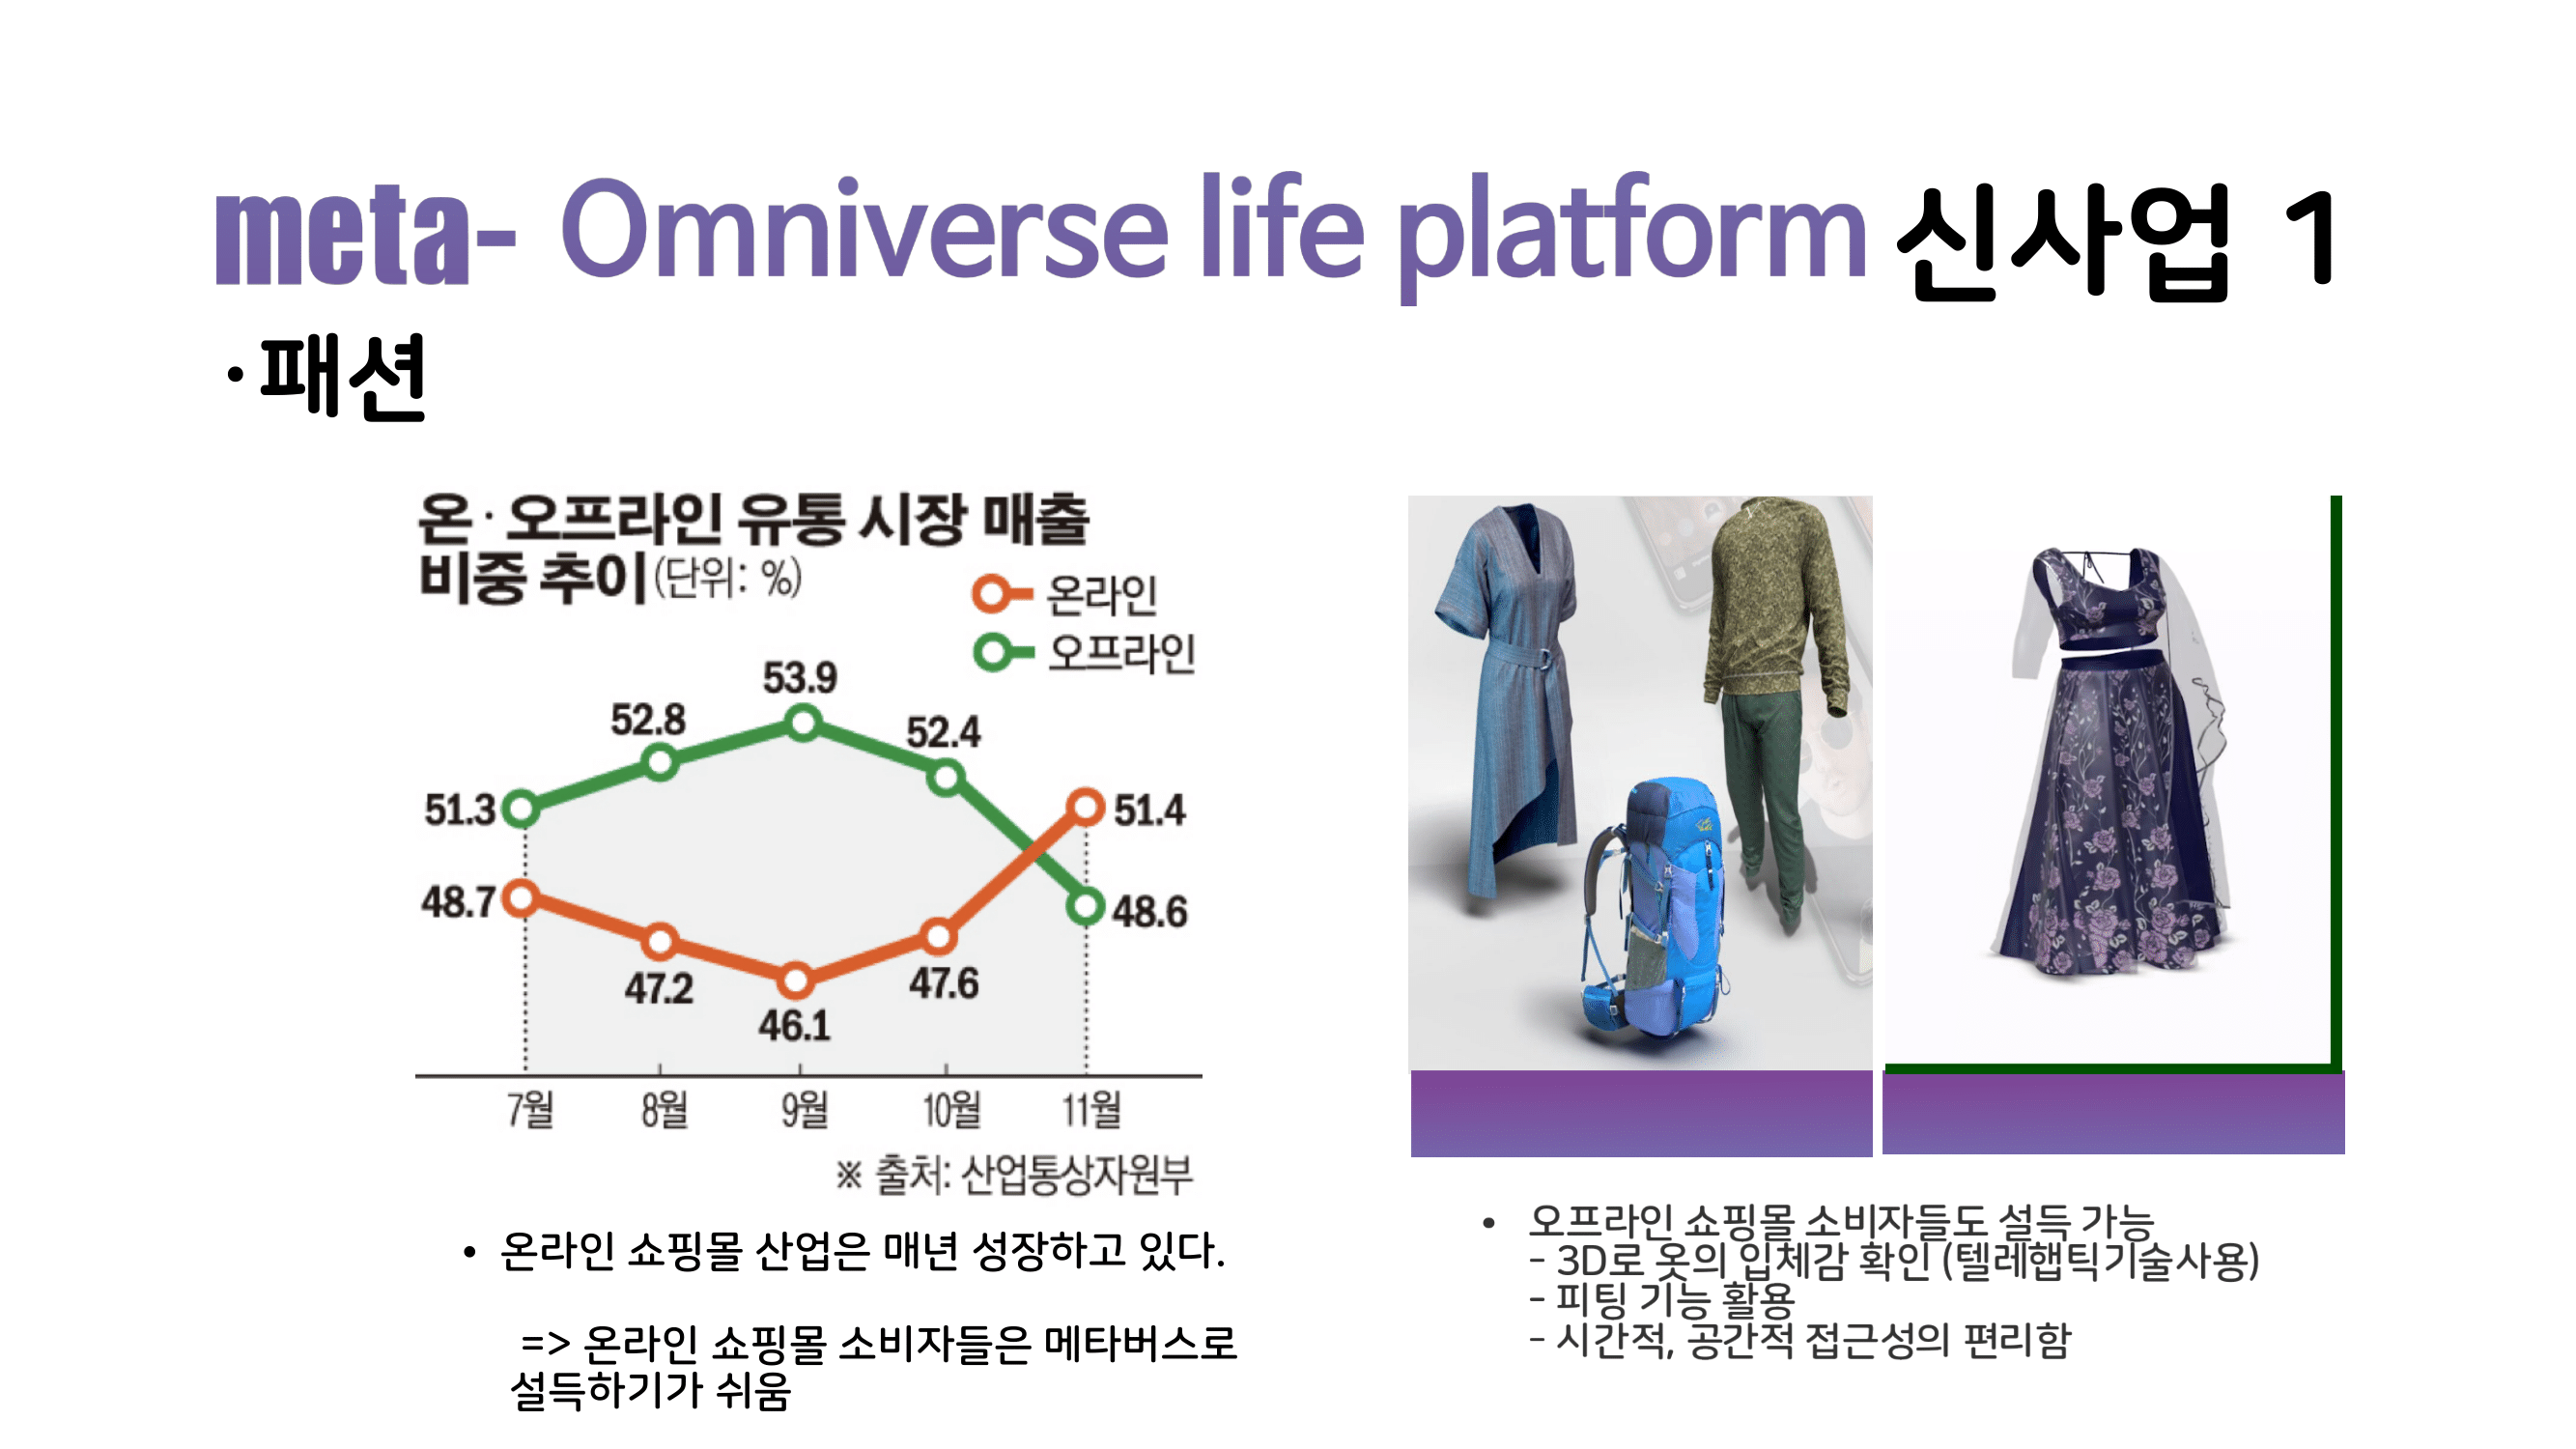 meta- Omniverse life platform 신사업 1
·패션
온·오프라인 유통 시장 매출
비중 추이(단위: %)
온라인
오프라인
53.9
52.8
52.4
51.3
51.4
48.7
48.6
47.2
47.6
46.1
7월 8월 9월 10월 11월
※ 출처: 산업통상자원부
• 온라인 쇼핑몰 산업은 매년 성장하고 있다.
=> 온라인 쇼핑몰 소비자들은 메타버스로
설득하기가 쉬움
• 오프라인 쇼핑몰 소비자들도 설득 가능
- 3D로 옷의 입체감 확인 (텔레햅틱기술사용)
- 피팅 기능 활용
- 시간적, 공간적 접근성의 편리함